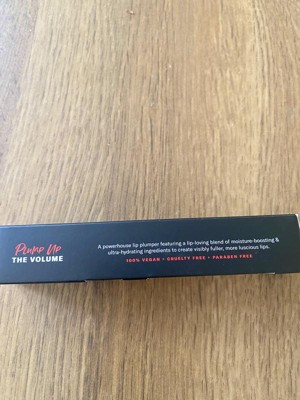 Plump Up
THE VOLUME
A powerhouse lip plumper featuring a lip-loving blend of moisture-boosting &
ultra-hydrating ingredients to create visibly fuller, more luscious lips.
100% VEGAN • CRUELTY FREE • PARABEN FREE